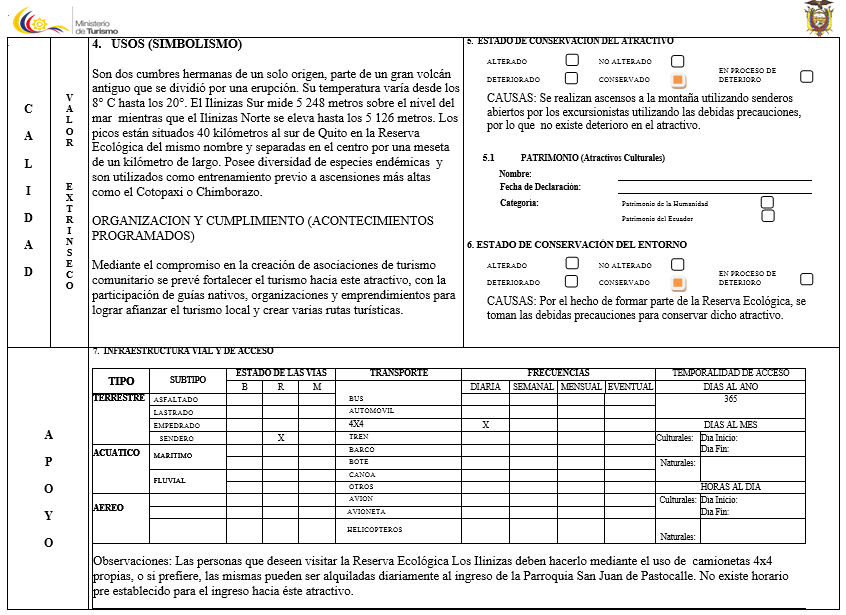 Ministerio
de Turismo
C
A
L
I
D
A
D
V
A
L
O
R
E
X
T
R
I
N
S
E
C
O
4. USOS (SIMBOLISMO)
Son dos cumbres hermanas de un solo origen, parte de un gran volcán
antiguo que se dividió por una erupción. Su temperatura varía desde los
8° C hasta los 20°. El Ilinizas Sur mide 5 248 metros sobre el nivel del
mar mientras que el Ilinizas Norte se eleva hasta los 5 126 metros. Los
picos están situados 40 kilómetros al sur de Quito en la Reserva
Ecológica del mismo nombre y separadas en el centro por una meseta
de un kilómetro de largo. Posee diversidad de especies endémicas y
son utilizados como entrenamiento previo a ascensiones más altas
como el Cotopaxi o Chimborazo.
ORGANIZACION Y CUMPLIMIENTO (ACONTECIMIENTOS
PROGRAMADOS)
Mediante el compromiso en la creación de asociaciones de turismo
comunitario se prevé fortalecer el turismo hacia este atractivo, con la
participación de guías nativos, organizaciones y emprendimientos para
lograr afianzar el turismo local y crear varias rutas turísticas.
5. ESTADO DE CONSERVACIÓN DEL ATRACTIVO
ALTERADO NO ALTERADO
EN PROCESO DE
DETERIORADO CONSERVADO DETERIORO
CAUSAS: Se realizan ascensos a la montaña utilizando senderos
abiertos por los excursionistas utilizando las debidas precauciones,
por lo que no existe deterioro en el atractivo.
5.1 PATRIMONIO (Atractivos Culturales)
Nombre:
Fecha de Declaración:
Categoría: Patrimonio de la Humanidad
Patrimonio del Ecuador
6. ESTADO DE CONSERVACIÓN DEL ENTORNO
ALTERADO NO ALTERADO
EN PROCESO DE
DETERIORADO CONSERVADO DETERIORO
CAUSAS: Por el hecho de formar parte de la Reserva Ecológica, se
toman las debidas precauciones para conservar dicho atractivo.
A
P
O
Y
O
7. INFRAESTRUCTURA VIAL Y DE ACCESO
TIPO SUBTIPO ESTADO DE LAS VIAS TRANSPORTE FRECUENCIAS TEMPORALIDAD DE ACCESO
B R M DIARIA SEMANAL MENSUAL EVENTUAL DIAS AL AÑO
TERRESTRE ASFALTADO BUS 365
LASTRADO AUTOMOVIL
EMPEDRADO 4X4 X DIAS AL MES
SENDERO X TREN Culturales: Dia Inicio:
ACUATICO MARITIMO BARCO Dia Fin:
BOTE Naturales:
FLUVIAL CANOA
OTROS HORAS AL DIA
AEREO AVION Culturales: Dia Inicio:
AVIONETA Dia Fin:
HELICOPTEROS Naturales:
Observaciones: Las personas que deseen visitar la Reserva Ecológica Los Ilinizas deben hacerlo mediante el uso de camionetas 4x4
propias, o si prefiere, las mismas pueden ser alquiladas diariamente al ingreso de la Parroquia San Juan de Pastocalle. No existe horario
pre establecido para el ingreso hacia éste atractivo.